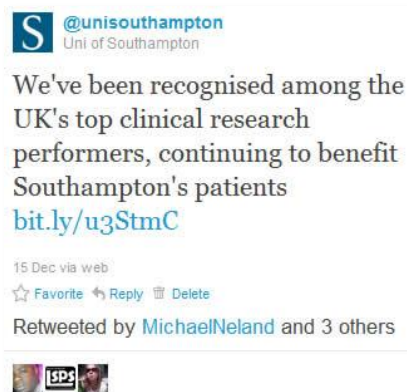 S @unisouthampton
Uni of Southampton
We've been recognised among the
UK's top clinical research
performers, continuing to benefit
Southampton's patients
bit.ly/u3StmC
15 Dec via web
Favorite Reply Delete
Retweeted by MichaelNeland and 3 others
ISPS